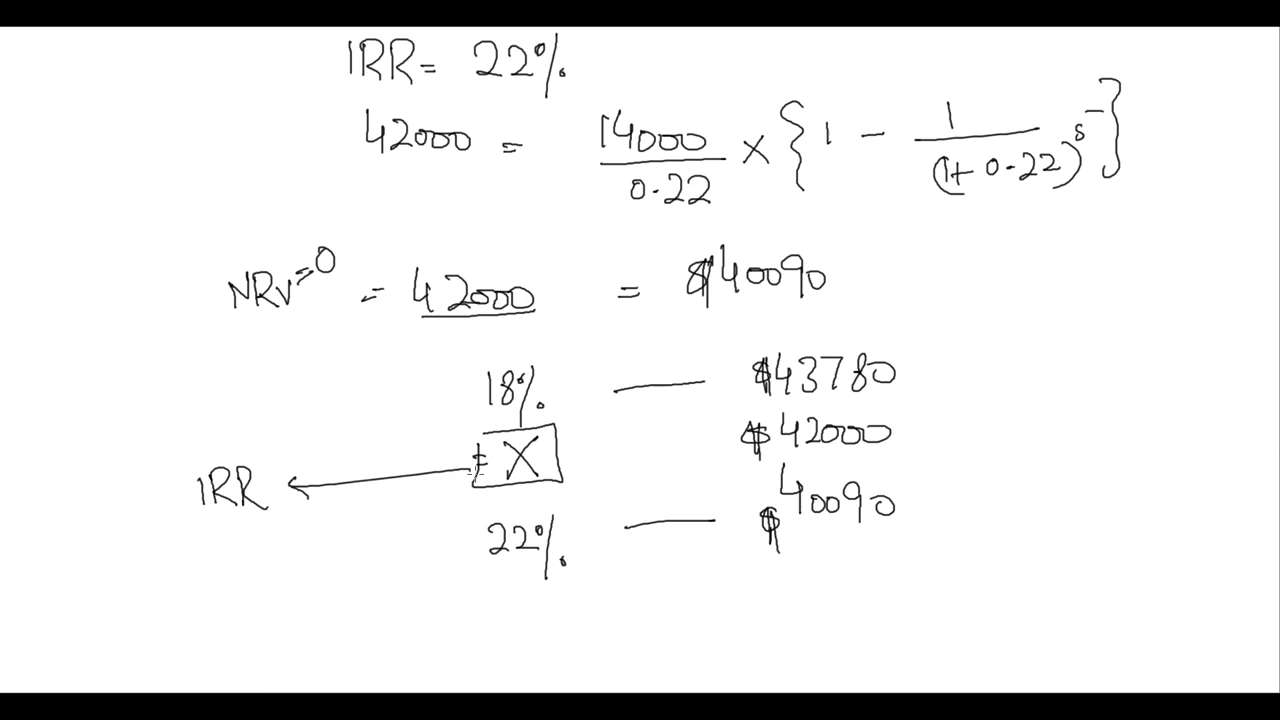 IRR = 22%
42000 = 14000 / 0.22 × { 1 - 1 / (1+ 0.22)^5 }
NRV=0 = 42000 = $40090
18% — $43780
IRR ← = X $42000
22% — $40090